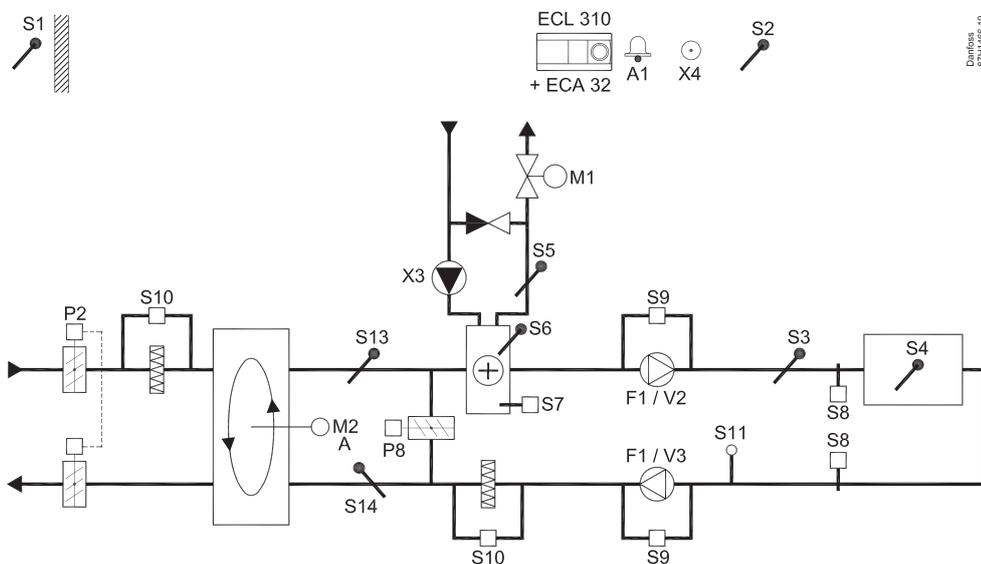 S1
ECL 310
+ ECA 32
A1
X4
S2
Danfoss
M1
X3
S5
S6
S7
P2
S10
S13
S9
F1 / V2
S3
S4
S8
M2
A
P8
S14
S10
F1 / V3
S9
S11
S8